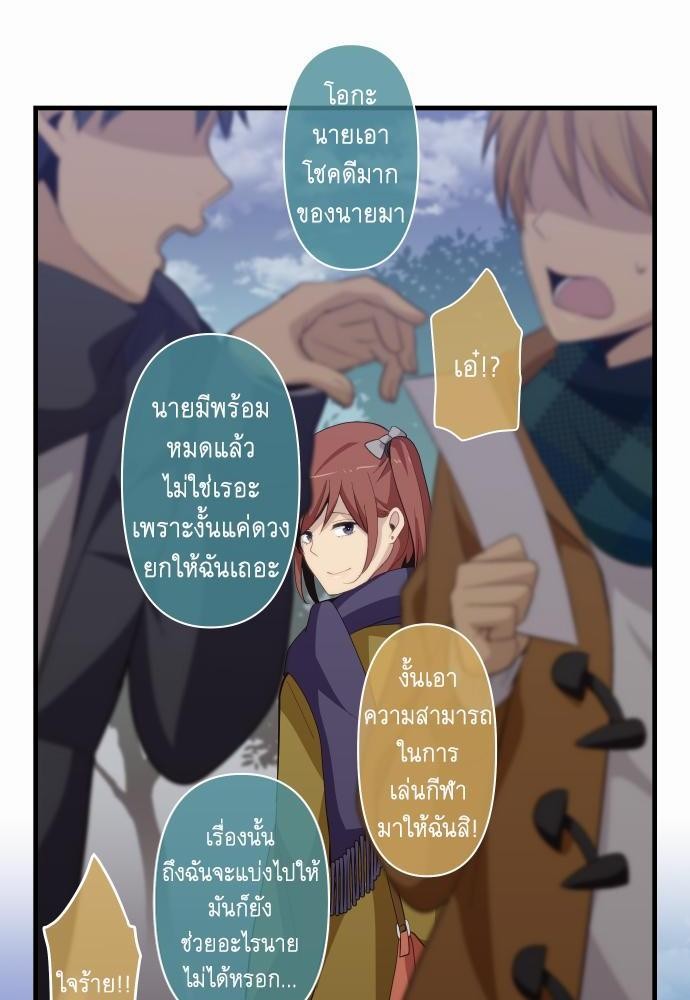 โอกะ
นายเอา
โชคดีมาก
ของนายมา
เอ๋!?
นายมีพร้อม
หมดแล้ว
ไม่ใช่เรอะ
เพราะงั้นแค่ดวง
ยกให้ฉันเถอะ
งั้นเอา
ความสามารถ
ในการ
เล่นกีฬา
มาให้ฉันสิ!
เรื่องนั้น
ถึงฉันจะแบ่งไปให้
มันก็ยัง
ช่วยอะไรนาย
ไม่ได้หรอก...
ใจร้าย!!